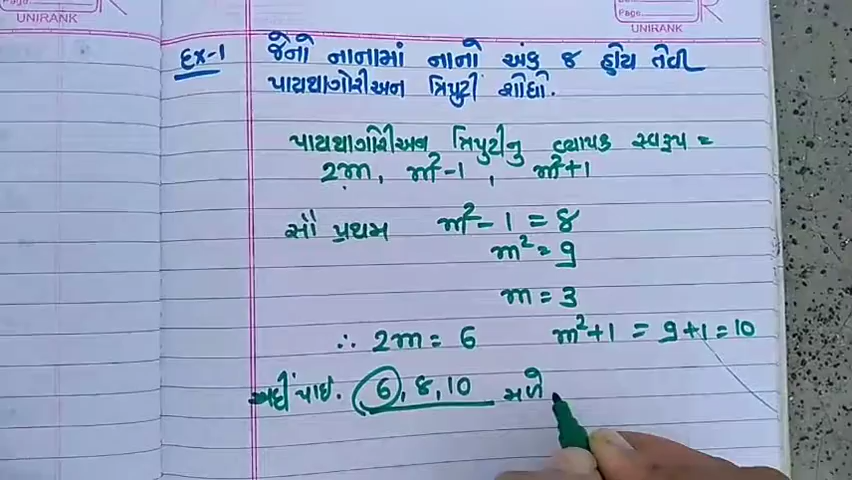 UNIRANK
Page
UNIRANK
Ex-1 જેનો નાનામાં નાનો અંક 8 હોય તેવી
પાયથાગોરીઅન ત્રિપુટી શોધો.
પાયથાગોરીઅન ત્રિપુટીનુ વ્યાપક સ્વરૂપ =
2m, m²-1, m²+1
સૌ પ્રથમ m² - 1 = 8
m² = 9
m = 3
∴ 2m = 6 m²+1 = 9+1 = 10
અહીં પાઇ. 6, 8, 10 મળે